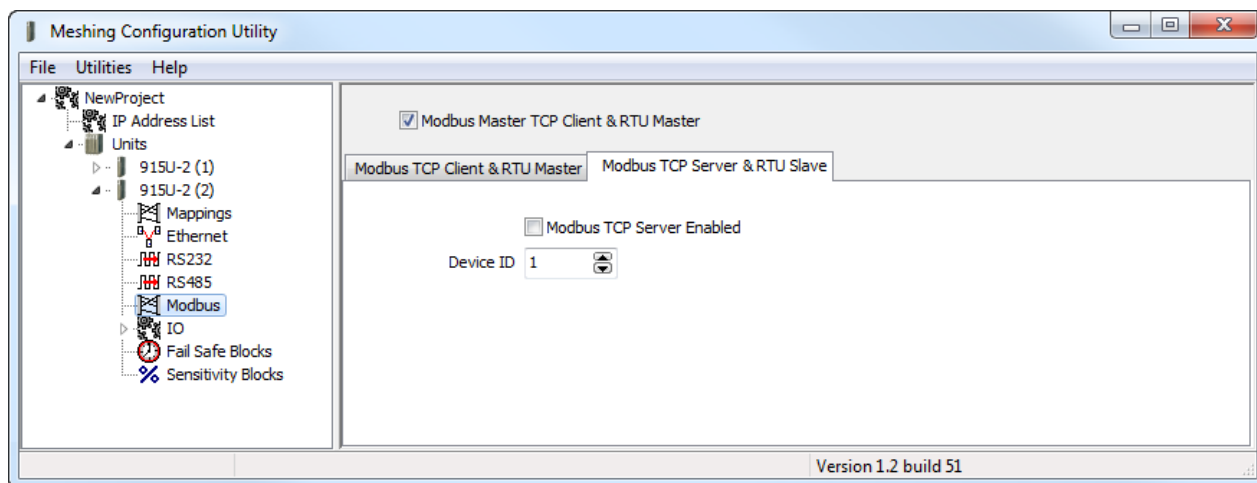 Meshing Configuration Utility
File Utilities Help
NewProject
IP Address List
Units
915U-2 (1)
915U-2 (2)
Mappings
Ethernet
RS232
RS485
Modbus
IO
Fail Safe Blocks
Sensitivity Blocks
Modbus Master TCP Client & RTU Master
Modbus TCP Client & RTU Master Modbus TCP Server & RTU Slave
Modbus TCP Server Enabled
Device ID 1
Version 1.2 build 51